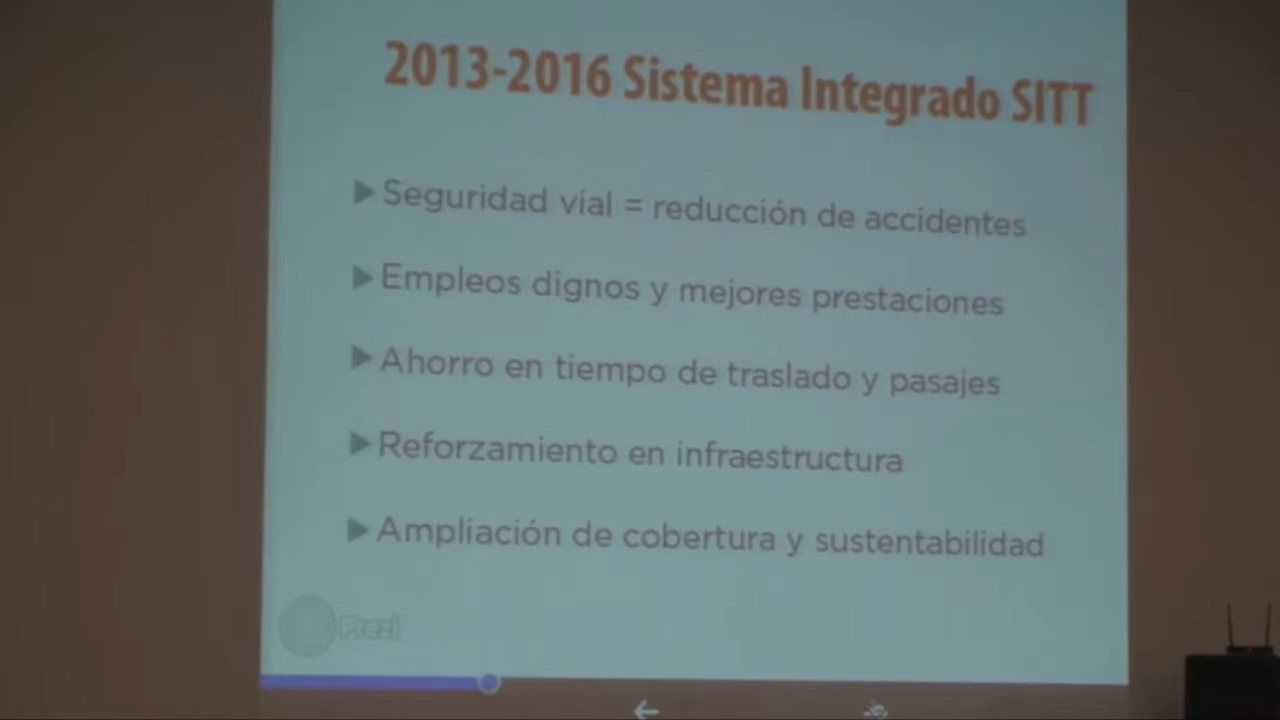 2013-2016 Sistema Integrado SITT
Seguridad vial = reducción de accidentes
Empleos dignos y mejores prestaciones
Ahorro en tiempo de traslado y pasajes
Reforzamiento en infraestructura
Ampliación de cobertura y sustentabilidad
Prezi